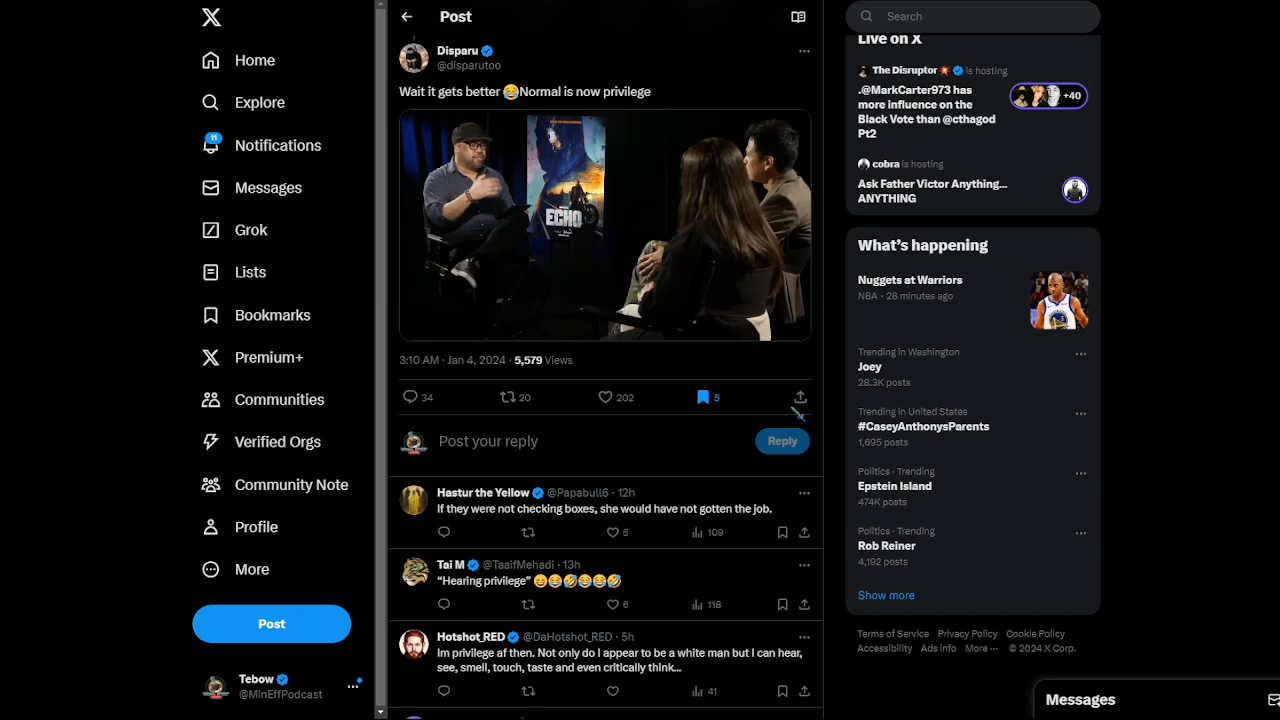 Home
Explore
11
Notifications
Messages
Grok
Lists
Bookmarks
Premium+
Communities
Verified Orgs
Community Note
Profile
More
Post
Tebow
@MInEffPodcast
Post
Disparu
@disparutoo
Wait it gets better 😂Normal is now privilege
ECHO
3:10 AM · Jan 4, 2024 · 5,579 Views
34
20
202
5
Post your reply
Reply
Hastur the Yellow @Papabull6 · 12h
If they were not checking boxes, she would have not gotten the job.
5
109
Tai M @TaaifMehadi · 13h
“Hearing privilege” 😆😂🤣😂😂🤣
6
118
Hotshot_RED @DaHotshot_RED · 5h
Im privilege af then. Not only do I appear to be a white man but I can hear,
see, smell, touch, taste and even critically think...
41
Search
Live on X
The Disruptor💥 is hosting
.@MarkCarter973 has
more influence on the
Black Vote than @cthagod
Pt2
+40
cobra is hosting
Ask Father Victor Anything...
ANYTHING
What’s happening
Nuggets at Warriors
NBA · 28 minutes ago
Trending in Washington
Joey
28.3K posts
Trending in United States
#CaseyAnthonysParents
1,695 posts
Politics · Trending
Epstein Island
474K posts
Politics · Trending
Rob Reiner
4,192 posts
Show more
Terms of Service Privacy Policy Cookie Policy
Accessibility Ads info More ··· © 2024 X Corp.
Messages